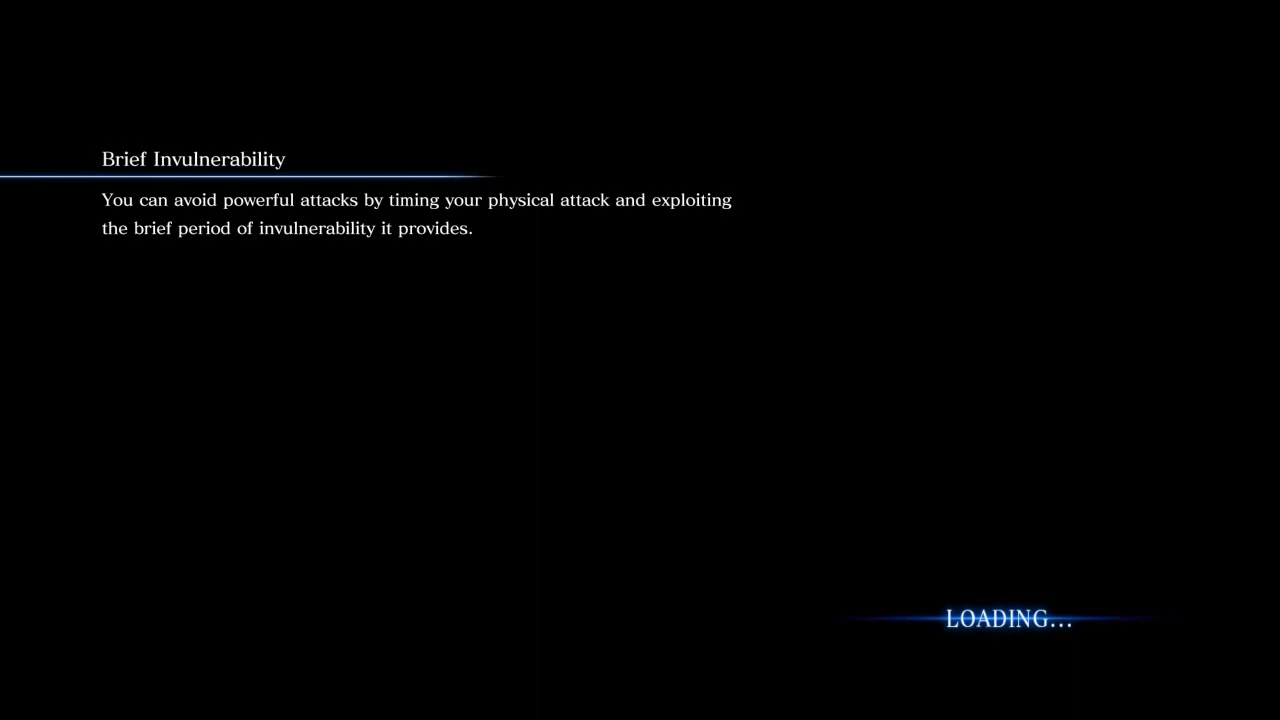 Brief Invulnerability
You can avoid powerful attacks by timing your physical attack and exploiting
the brief period of invulnerability it provides.
LOADING...